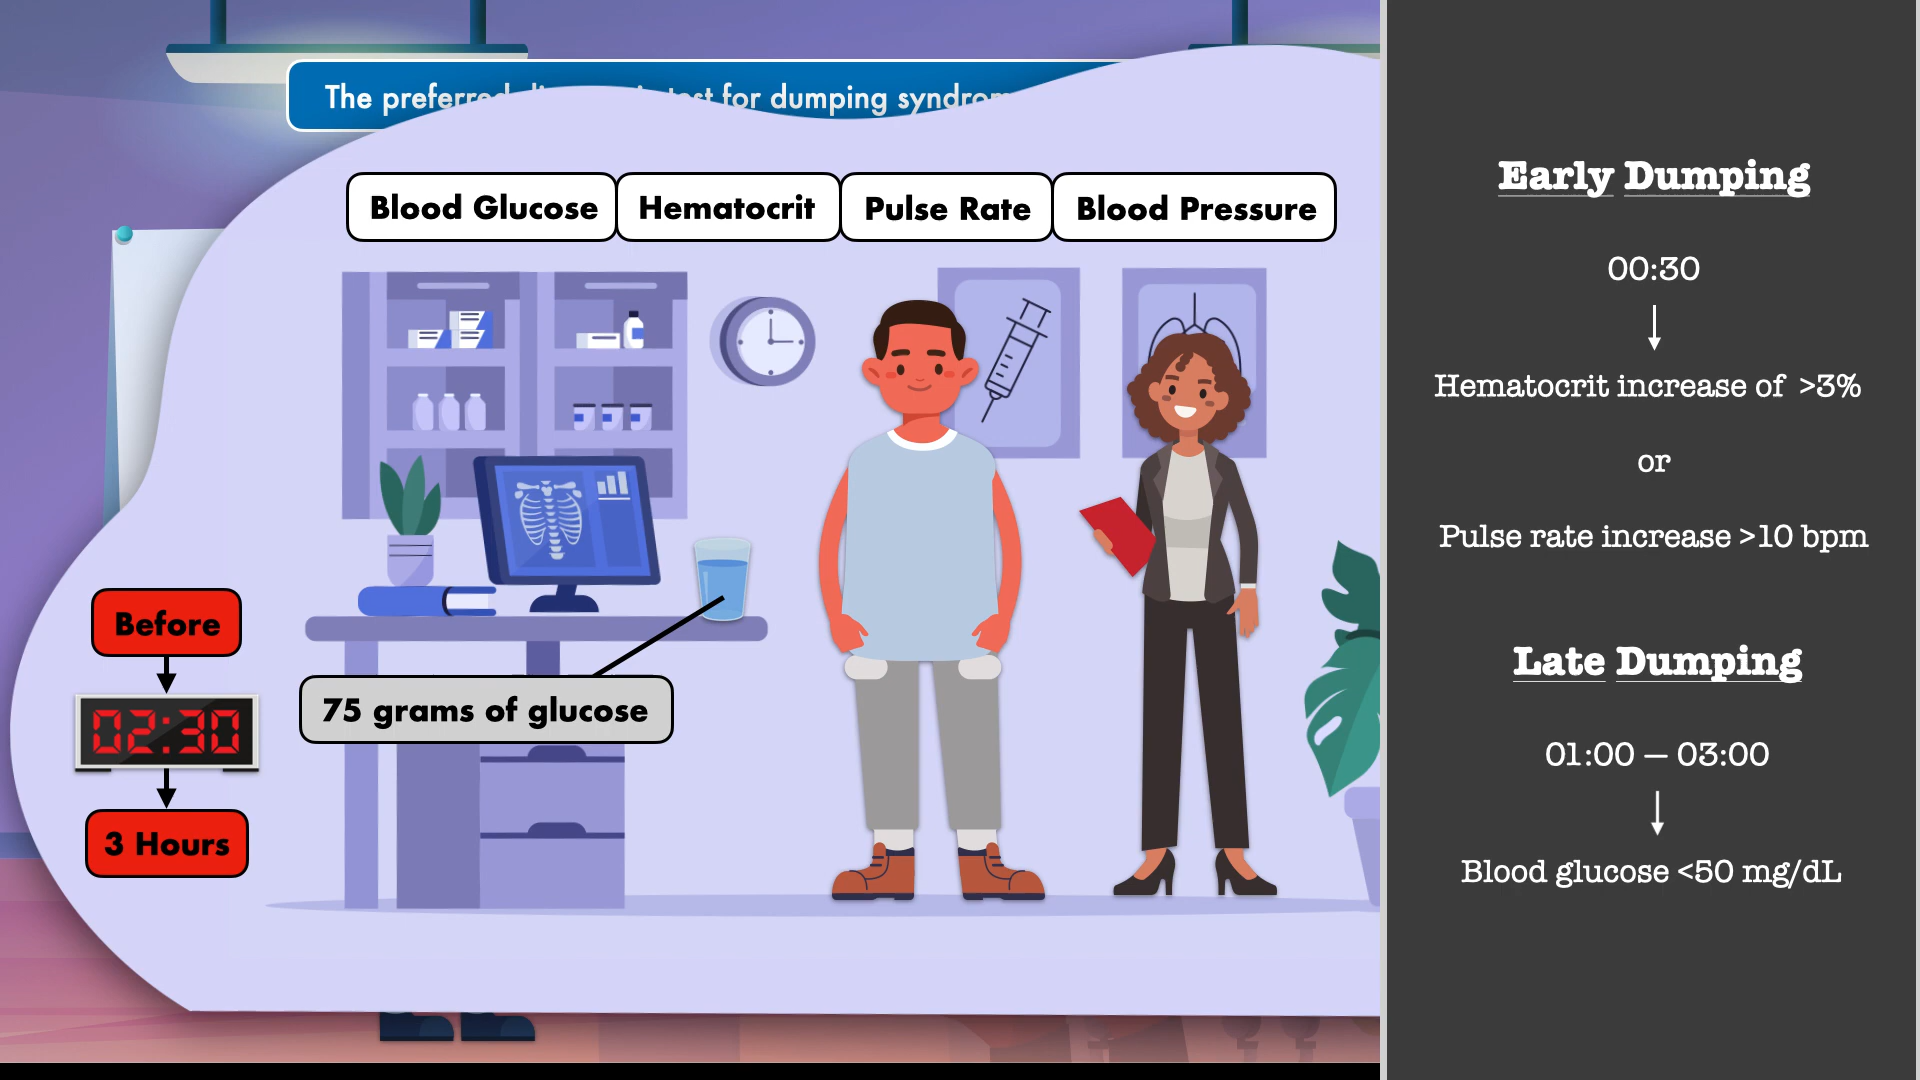 The preferred test for dumping
Blood Glucose
Hematocrit
Pulse Rate
Blood Pressure
Before
02:30
3 Hours
75 grams of glucose
Early Dumping
00:30
Hematocrit increase of >3%
or
Pulse rate increase >10 bpm
Late Dumping
01:00 – 03:00
Blood glucose <50 mg/dL